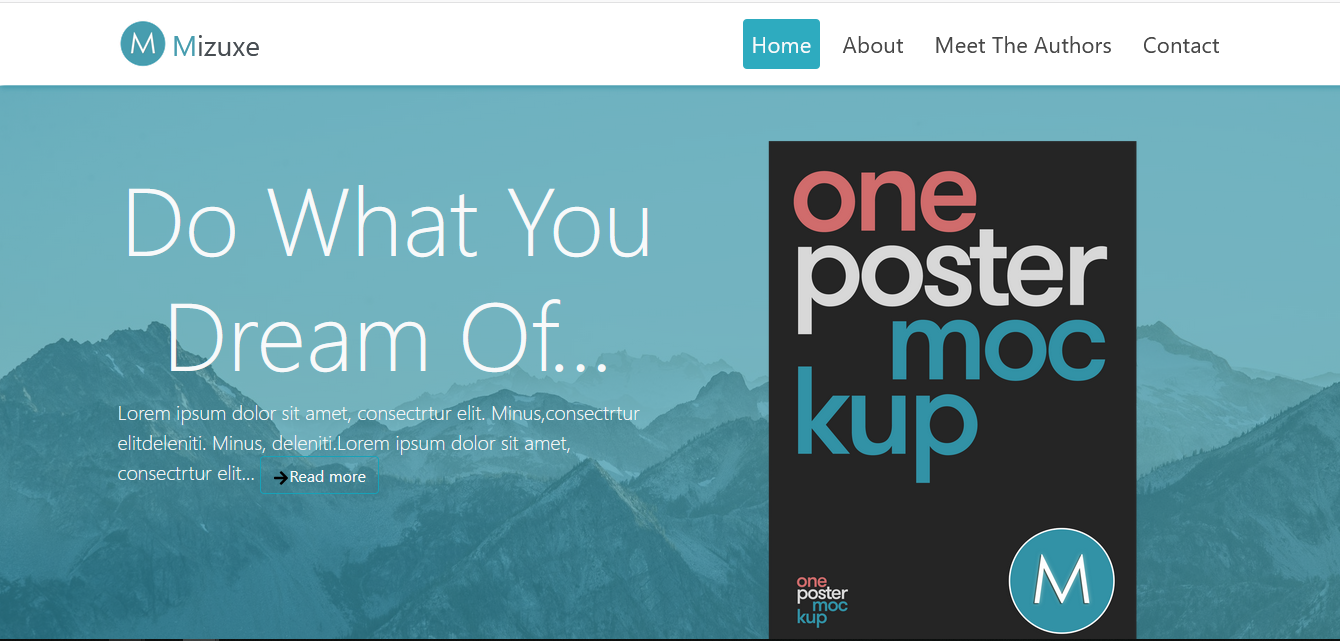 M Mizuxe
Home About Meet The Authors Contact
Do What You
Dream Of...
Lorem ipsum dolor sit amet, consectrtur elit. Minus,consectrtur
elitdeleniti. Minus, deleniti.Lorem ipsum dolor sit amet,
consectrtur elit... Read more
one
poster
moc
kup
one
poster
moc
kup
M